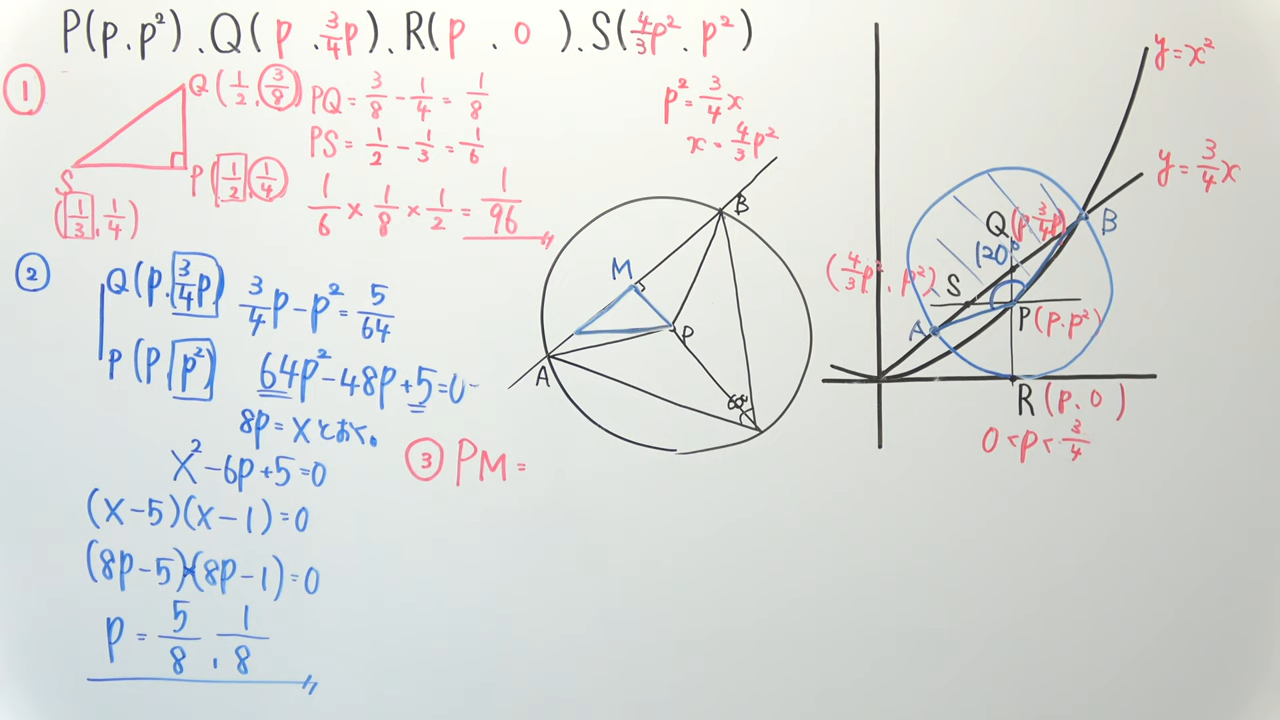 P(p.p²).Q(p.3/4p).R(p.0).S(4/3p².p²)
①
Q(1/2,3/8)
S(1/3,1/4)
P(1/2 1/4)
PQ=3/8-1/4=1/8
PS=1/2-1/3=1/6
1/6×1/8×1/2=1/96
p²=3/4x
x=4/3p²
②
Q(p.3/4p)
P(P p²)
3/4p-p²=5/64
64p²-48p+5=0
8p=Xとおく。
X²-6p+5=0
(X-5)(X-1)=0
(8p-5)(8p-1)=0
p=5/8.1/8
③ PM=
B
M
P
A
60°
y=x²
y=3/4x
Q(p 3/4p)
B
120°
(4/3p².p²)
S
A
P(p.p²)
R(p.0)
0<p<3/4